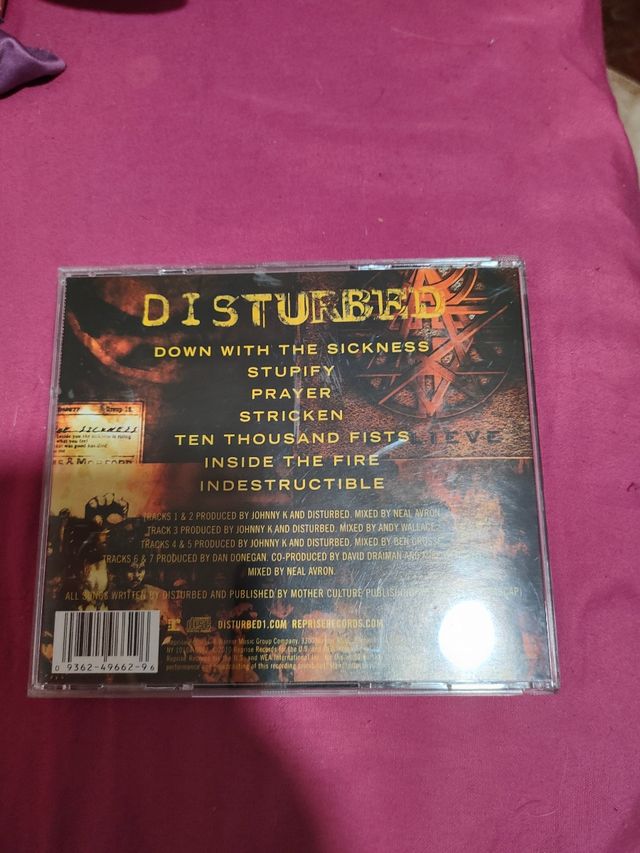 DISTURBED
DOWN WITH THE SICKNESS
STUPIFY
PRAYER
STRICKEN
TEN THOUSAND FISTS
LIEVE
INSIDE THE FIRE
INDESTRUCTIBLE
TRACKS 1 & 2 PRODUCED BY JOHNNY K AND DISTURBED. MIXED BY NEAL AVRON.
TRACK 3 PRODUCED BY JOHNNY K AND DISTURBED. MIXED BY ANDY WALLACE.
TRACKS 4 & 5 PRODUCED BY JOHNNY K AND DISTURBED. MIXED BY BEN GROSSE.
TRACKS 6 & 7 PRODUCED BY DAN DONEGAN. CO-PRODUCED BY DAVID DRAIMAN AND
MIXED BY NEAL AVRON.
ALL SONGS WRITTEN BY DISTURBED AND PUBLISHED BY MOTHER CULTURE
DISTURBED1.COM REPRISERECORDS.COM
0 9362-49662-9 6